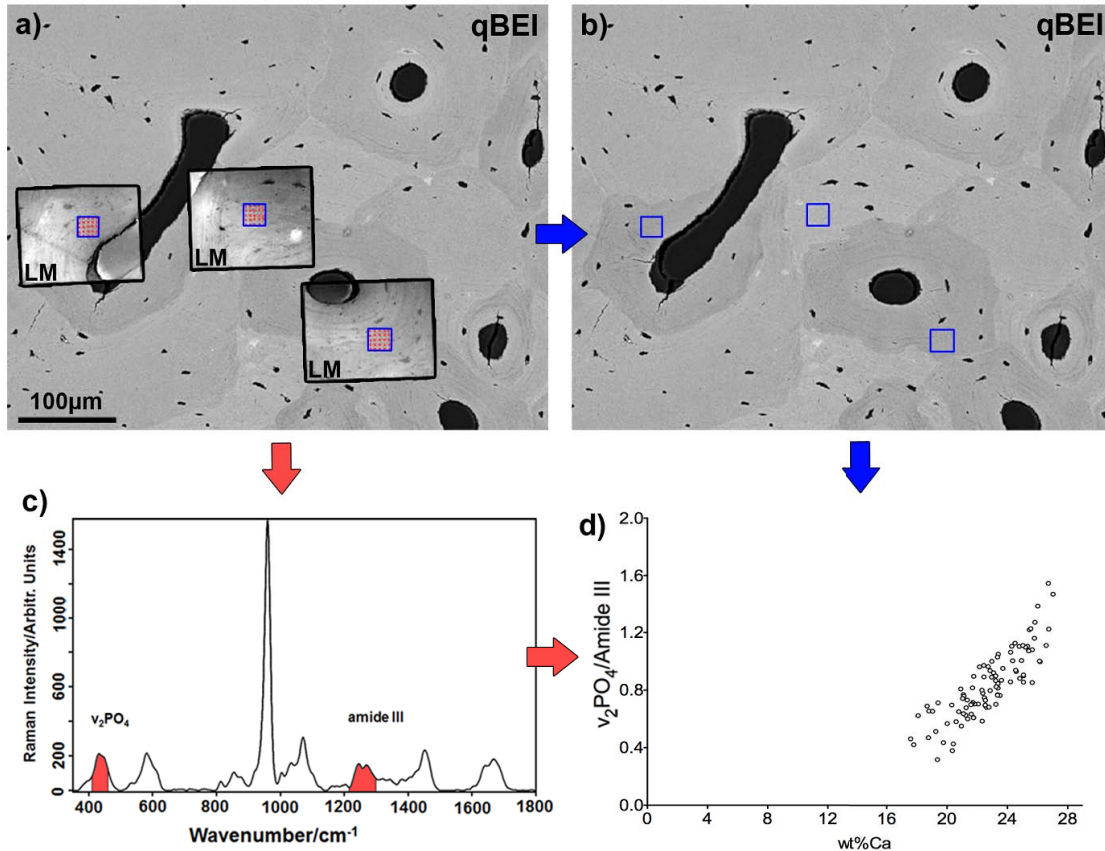 a)
qBEI
LM
LM
LM
100µm
b)
qBEI
c)
Raman Intensity/Arbitr. Units
1400
1000
800
600
400
200
0
v₂PO₄
amide III
400 600 800 1000 1200 1400 1600 1800
Wavenumber/cm⁻¹
d)
v₂PO₄/Amide III
2.0
1.6
1.2
0.8
0.4
0.0
0 4 8 12 16 20 24 28
wt%Ca